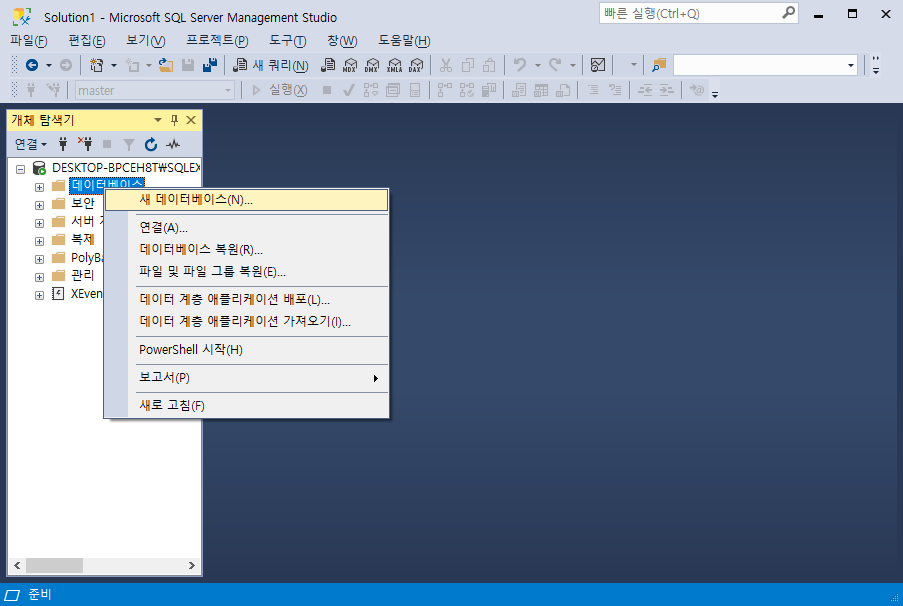 Solution1 - Microsoft SQL Server Management Studio
빠른 실행(Ctrl+Q)
파일(F) 편집(E) 보기(V) 프로젝트(P) 도구(T) 창(W) 도움말(H)
새 쿼리(N) MDX DMX XMLA DAX
master 실행(X)
개체 탐색기
연결
DESKTOP-BPCEH8T\SQLEX
데이터베이스
새 데이터베이스(N)...
보안
서버
연결(A)...
복제
데이터베이스 복원(R)...
PolyBa
파일 및 파일 그룹 복원(E)...
관리
XEven
데이터 계층 애플리케이션 배포(L)...
데이터 계층 애플리케이션 가져오기(I)...
PowerShell 시작(H)
보고서(P)
새로 고침(F)
준비